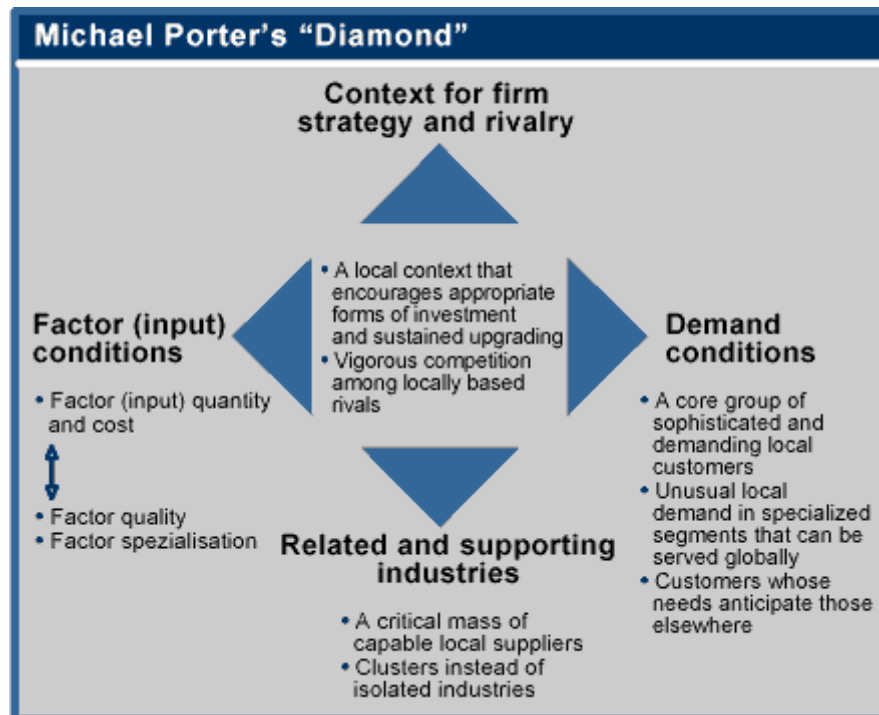 Michael Porter's “Diamond”
Context for firm
strategy and rivalry
• A local context that
encourages appropriate
forms of investment
and sustained upgrading
• Vigorous competition
among locally based
rivals
Factor (input)
conditions
• Factor (input) quantity
and cost
• Factor quality
• Factor spezialisation
Demand
conditions
• A core group of
sophisticated and
demanding local
customers
• Unusual local
demand in specialized
segments that can be
served globally
• Customers whose
needs anticipate those
elsewhere
Related and supporting
industries
• A critical mass of
capable local suppliers
• Clusters instead of
isolated industries